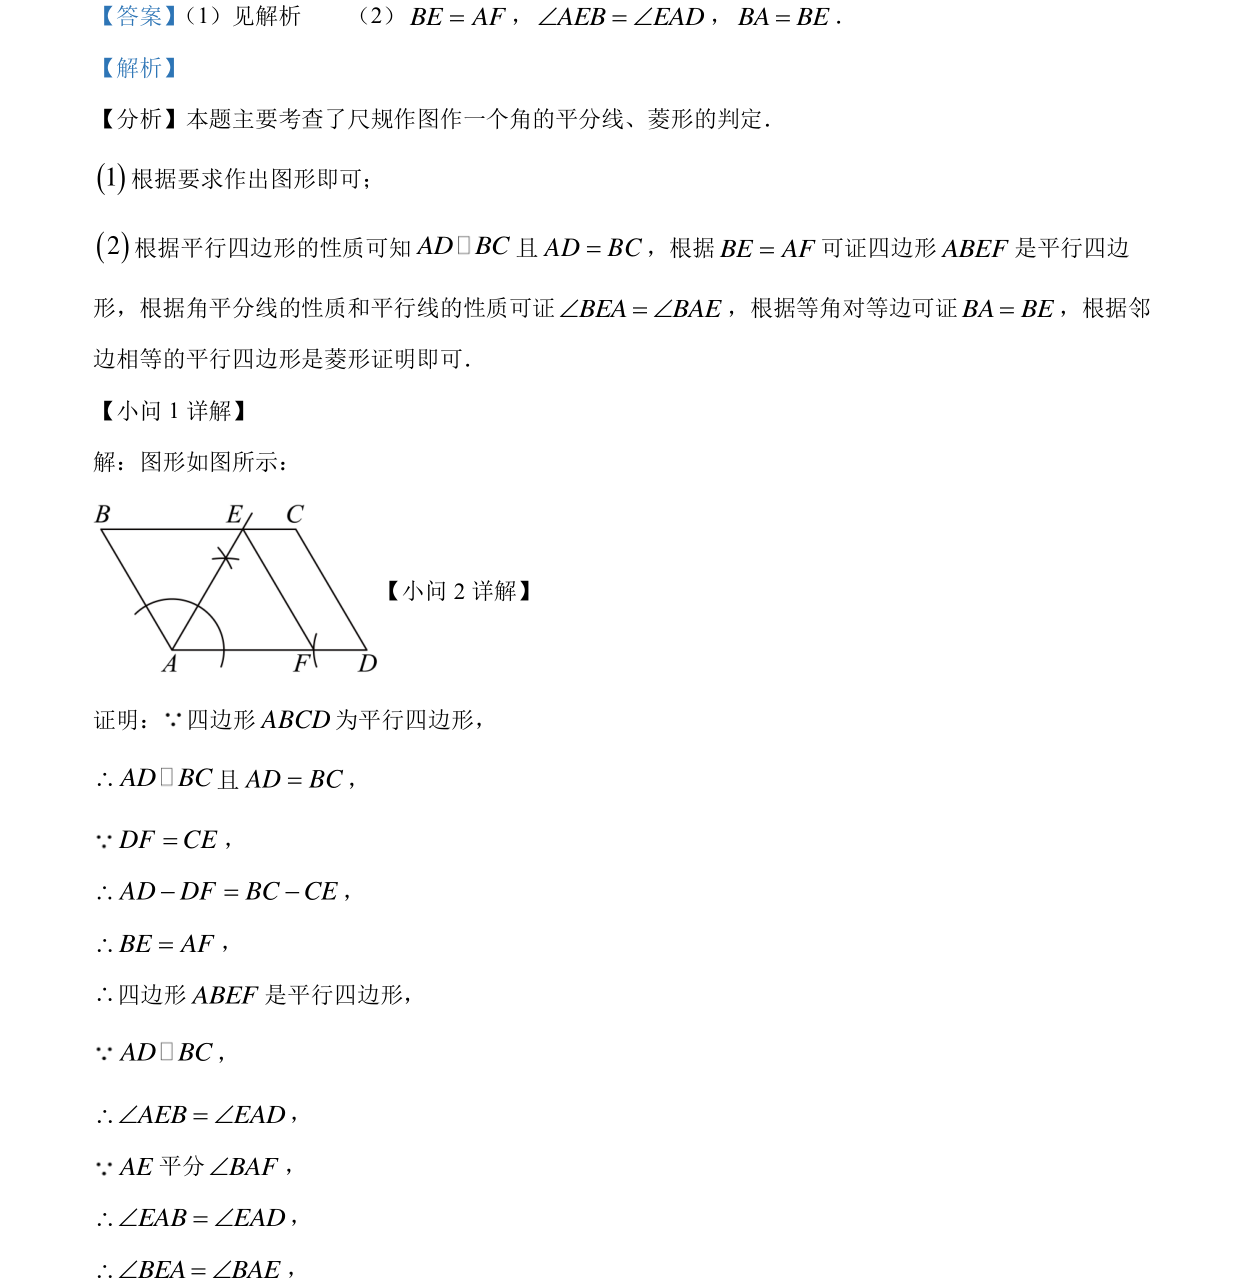 【答案】（1）见解析　　（2）BE = AF，∠AEB = ∠EAD，BA = BE．
【解析】
【分析】本题主要考查了尺规作图作一个角的平分线、菱形的判定．
(1)根据要求作出图形即可；
(2)根据平行四边形的性质可知 AD□BC 且 AD = BC，根据 BE = AF 可证四边形 ABEF 是平行四边
形，根据角平分线的性质和平行线的性质可证∠BEA = ∠BAE，根据等角对等边可证 BA = BE，根据邻
边相等的平行四边形是菱形证明即可．
【小问 1 详解】
解：图形如图所示：
B E C
【小问 2 详解】
A F D
证明：∵四边形 ABCD 为平行四边形，
∴AD□BC 且 AD = BC，
∵DF = CE，
∴AD − DF = BC − CE，
∴BE = AF，
∴四边形 ABEF 是平行四边形，
∵AD□BC，
∴∠AEB = ∠EAD，
∵AE 平分∠BAF，
∴∠EAB = ∠EAD，
∴∠BEA = ∠BAE，